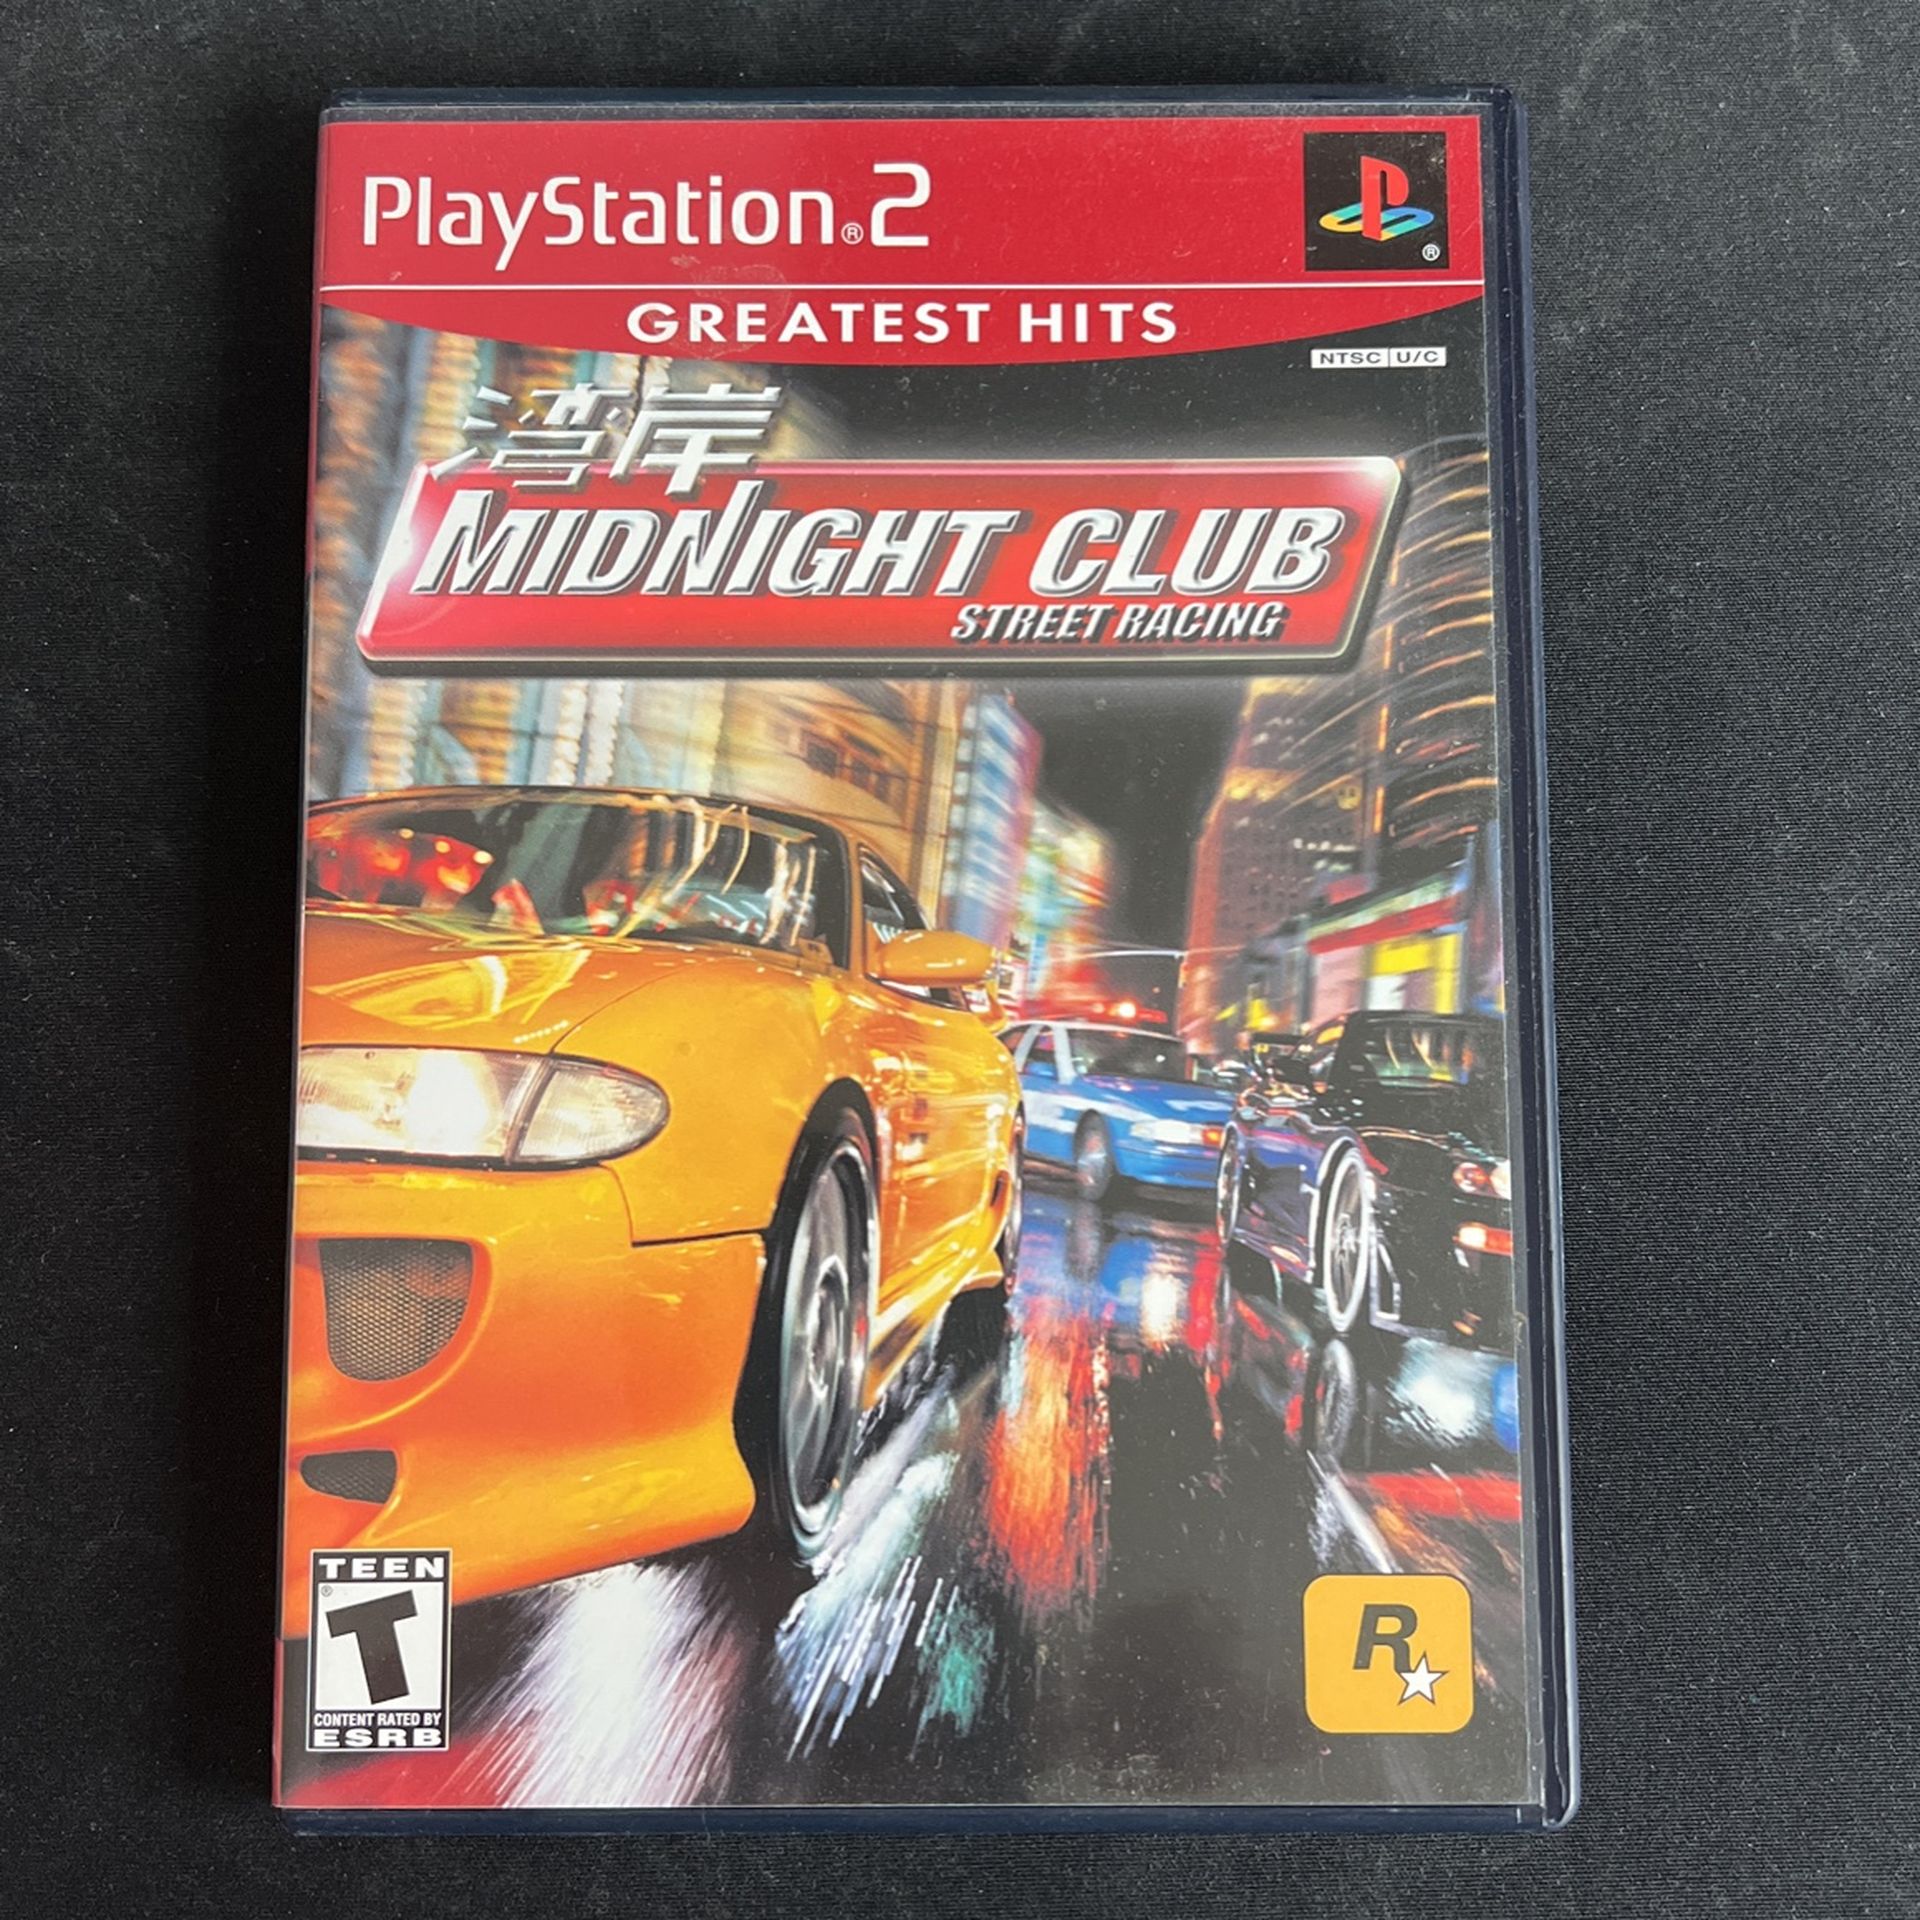 PlayStation®2
®
GREATEST HITS
NTSC U/C
湾岸
MIDNIGHT CLUB
STREET RACING
TEEN
®
T
CONTENT RATED BY
ESRB
R